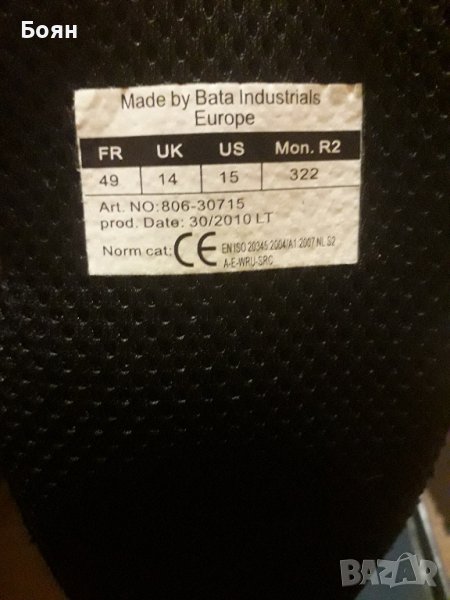 Боян
Made by Bata Industrials
Europe
FR UK US Mon. R2
49 14 15 322
Art. NO:806-30715
prod. Date: 30/2010 LT
Norm cat: CE EN ISO 20345:2004/A1:2007 NL S2
A-E-WRU-SRC
BAZAR